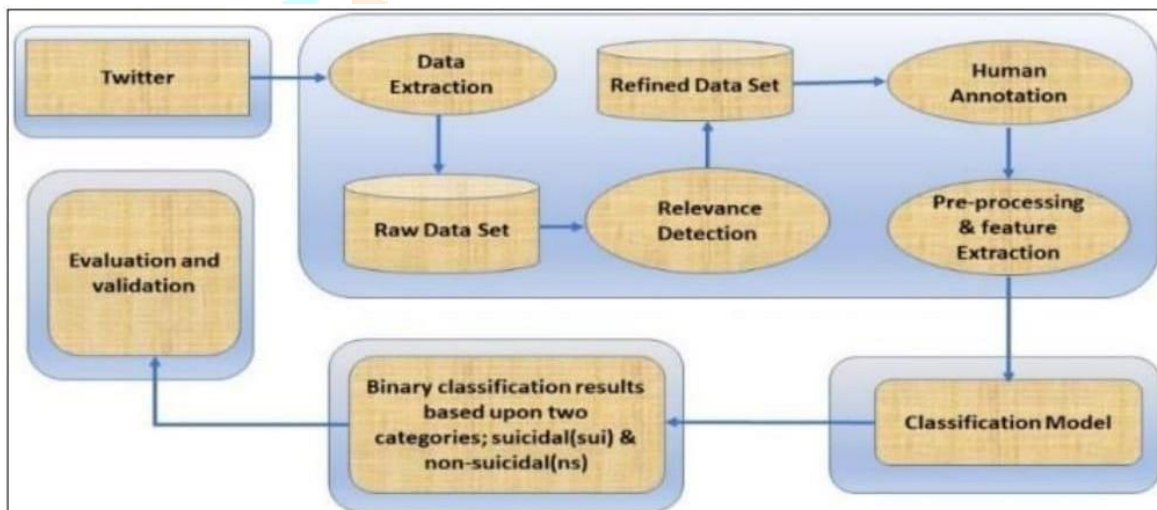 Twitter
Data
Extraction
Raw Data Set
Relevance
Detection
Refined Data Set
Human
Annotation
Pre-processing
& feature
Extraction
Classification Model
Binary classification results
based upon two
categories; suicidal(sui) &
non-suicidal(ns)
Evaluation and
validation